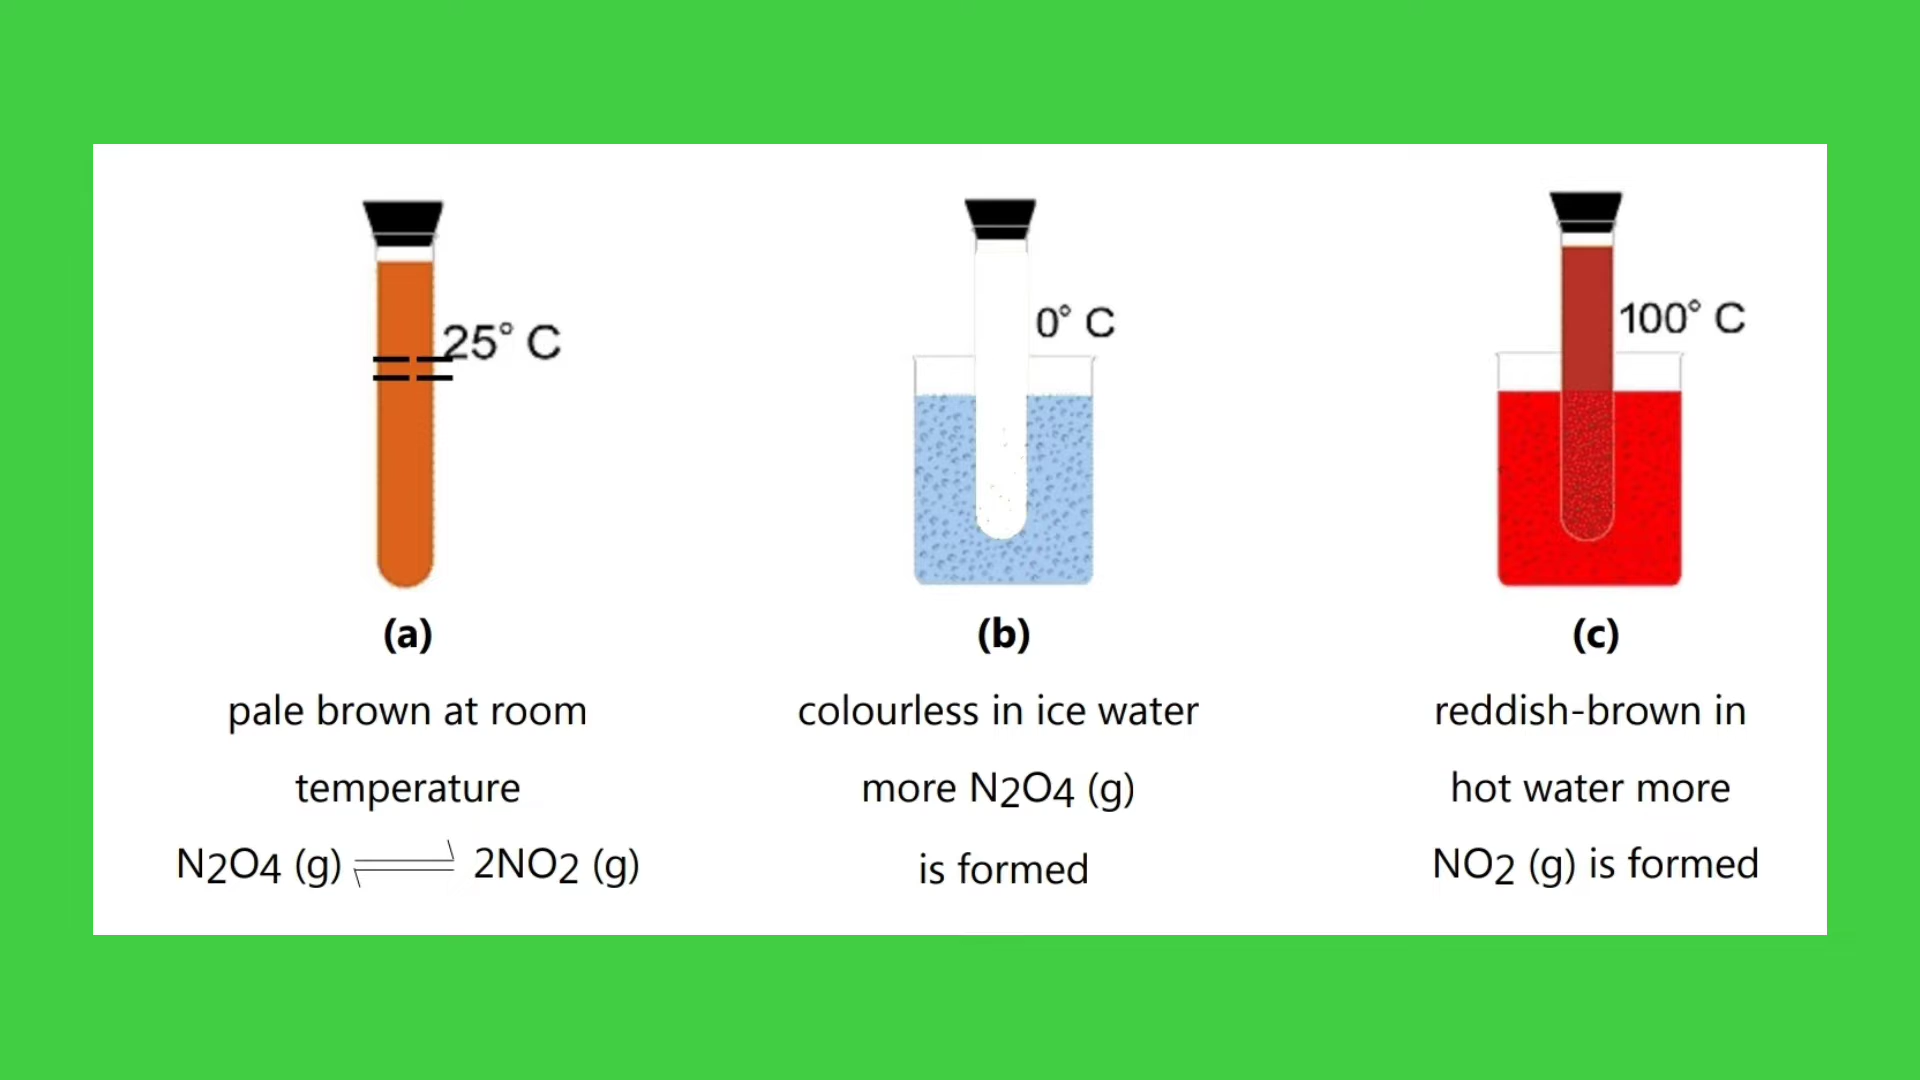 25° C
0° C
100° C
(a)
pale brown at room
temperature
N2O4 (g) ⇌ 2NO2 (g)
(b)
colourless in ice water
more N2O4 (g)
is formed
(c)
reddish-brown in
hot water more
NO2 (g) is formed